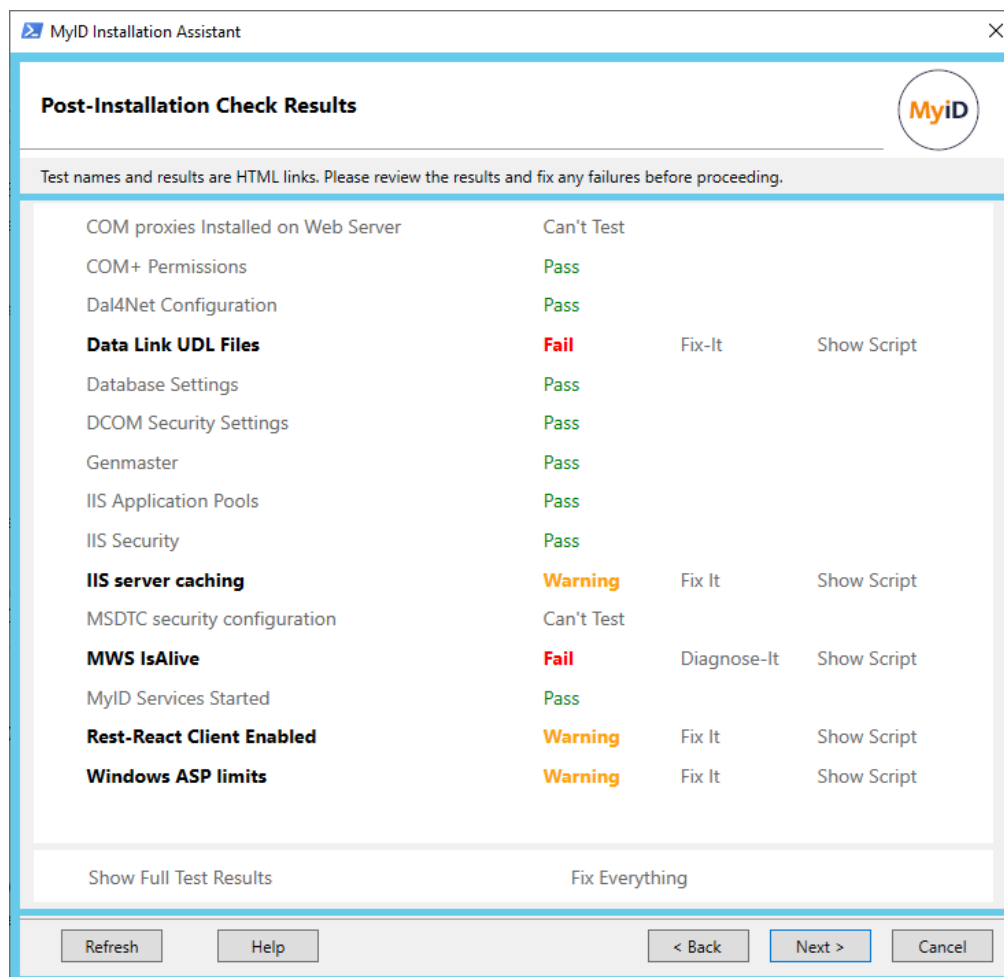 MyID Installation Assistant
Post-Installation Check Results
MyiD
Test names and results are HTML links. Please review the results and fix any failures before proceeding.
COM proxies Installed on Web Server Can't Test
COM+ Permissions Pass
Dal4Net Configuration Pass
Data Link UDL Files Fail Fix-It Show Script
Database Settings Pass
DCOM Security Settings Pass
Genmaster Pass
IIS Application Pools Pass
IIS Security Pass
IIS server caching Warning Fix It Show Script
MSDTC security configuration Can't Test
MWS IsAlive Fail Diagnose-It Show Script
MyID Services Started Pass
Rest-React Client Enabled Warning Fix It Show Script
Windows ASP limits Warning Fix It Show Script
Show Full Test Results Fix Everything
Refresh Help < Back Next > Cancel